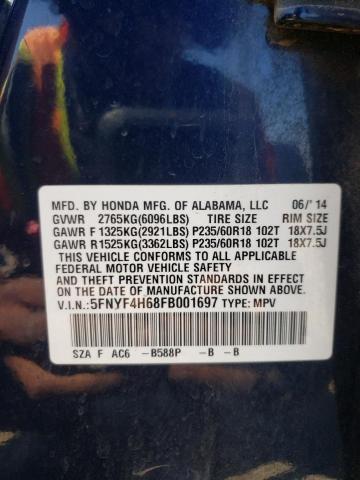 MFD. BY HONDA MFG. OF ALABAMA, LLC 06/'14
GVWR 2765KG(6096LBS) TIRE SIZE RIM SIZE
GAWR F 1325KG(2921LBS) P235/60R18 102T 18X7.5J
GAWR R 1525KG(3362LBS) P235/60R18 102T 18X7.5J
THIS VEHICLE CONFORMS TO ALL APPLICABLE
FEDERAL MOTOR VEHICLE SAFETY, BUMPER,
AND THEFT PREVENTION STANDARDS IN EFFECT
ON THE DATE OF MANUFACTURE SHOWN ABOVE.
V.I.N.:5FNYF4H68FB001697 TYPE: MPV
SZA F AC6 -B588P -B -B